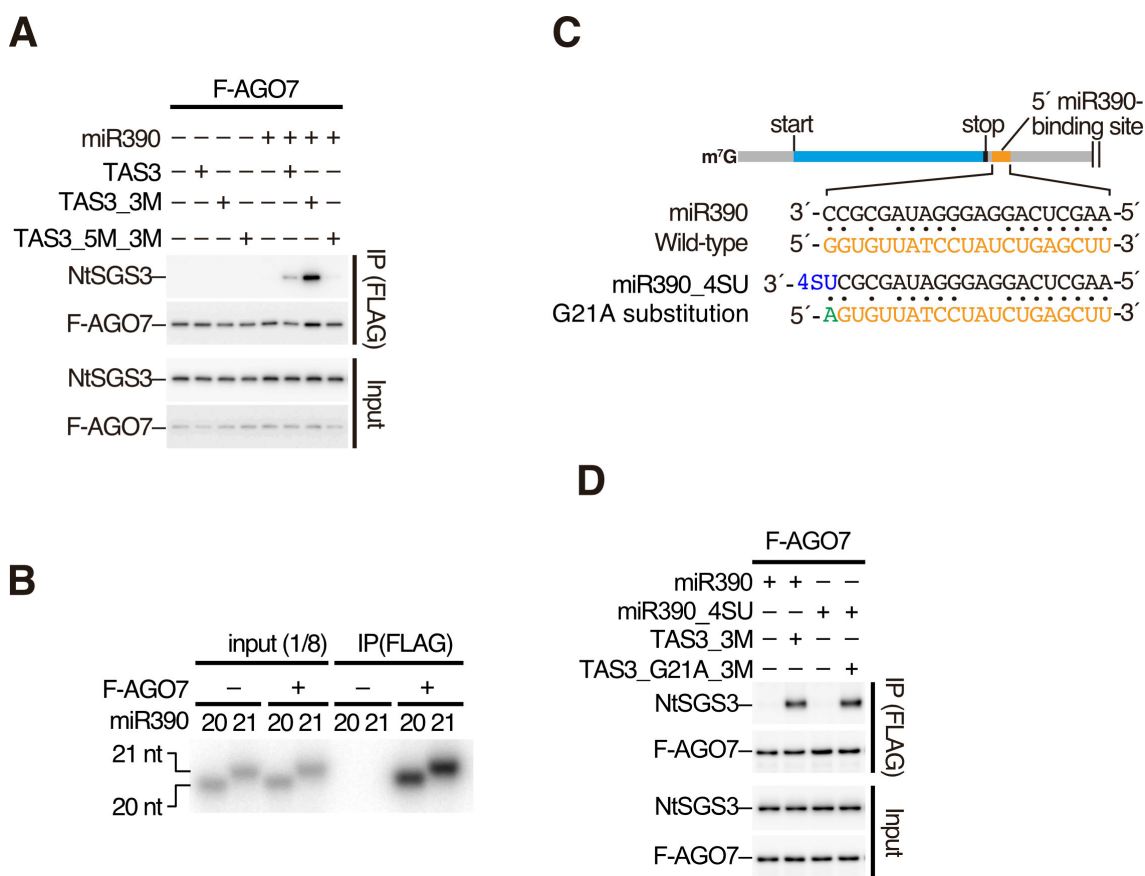 A
F-AGO7
miR390 − − − − + + + +
TAS3 − + − − − + − −
TAS3_3M − − + − − − + −
TAS3_5M_3M − − − + − − − +
NtSGS3
F-AGO7
IP (FLAG)
NtSGS3
F-AGO7
Input
B
input (1/8) IP(FLAG)
F-AGO7 − + − +
miR390 20 21 20 21 20 21 20 21
21 nt
20 nt
C
start stop 5´ miR390-
binding site
m⁷G
miR390 3´-CCGCGAUAGGGAGGACUCGAA-5´
Wild-type 5´-GGUGUUATCCUAUCUGAGCUU-3´
miR390_4SU 3´-4SUCGCGAUAGGGAGGACUCGAA-5´
G21A substitution 5´-AGUGUUATCCUAUCUGAGCUU-3´
D
F-AGO7
miR390 + + − −
miR390_4SU − − + +
TAS3_3M − + − −
TAS3_G21A_3M − − − +
NtSGS3
F-AGO7
IP (FLAG)
NtSGS3
F-AGO7
Input